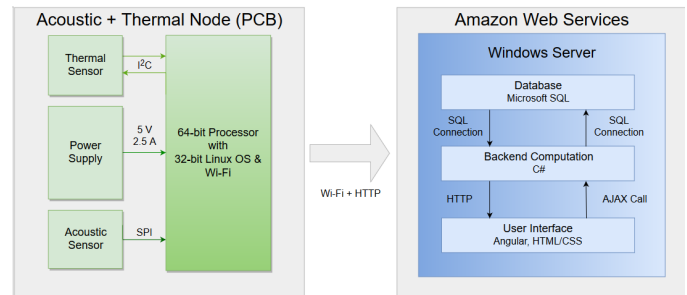 Acoustic + Thermal Node (PCB)
Thermal
Sensor
I²C
Power
Supply
5 V
2.5 A
64-bit Processor
with
32-bit Linux OS &
Wi-Fi
Acoustic
Sensor
SPI
Wi-Fi + HTTP
Amazon Web Services
Windows Server
Database
Microsoft SQL
SQL
Connection
SQL
Connection
Backend Computation
C#
HTTP
AJAX Call
User Interface
Angular, HTML/CSS